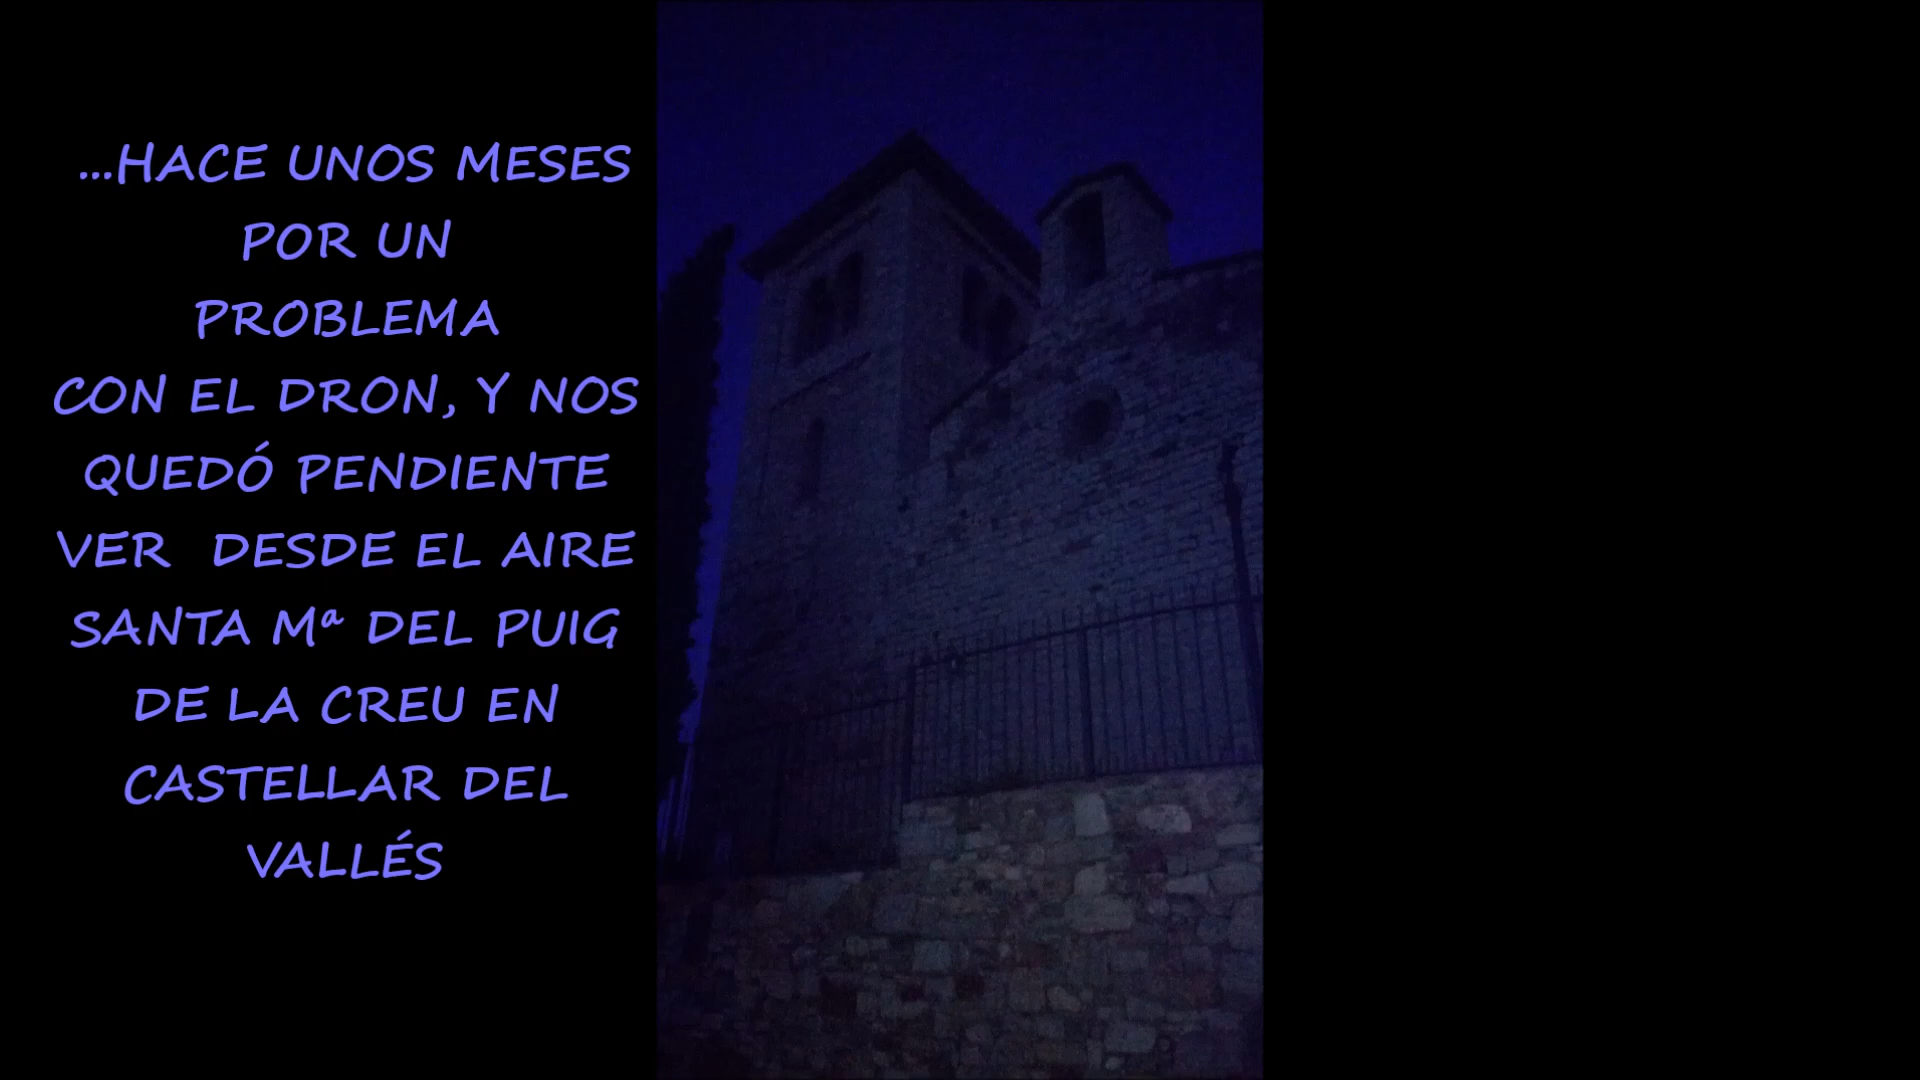 ...HACE UNOS MESES
POR UN
PROBLEMA
CON EL DRON, Y NOS
QUEDÓ PENDIENTE
VER DESDE EL AIRE
SANTA Mª DEL PUIG
DE LA CREU EN
CASTELLAR DEL
VALLÉS